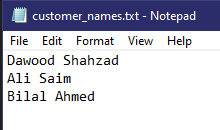 customer_names.txt - Notepad
File Edit Format View Help
Dawood Shahzad
Ali Saim
Bilal Ahmed